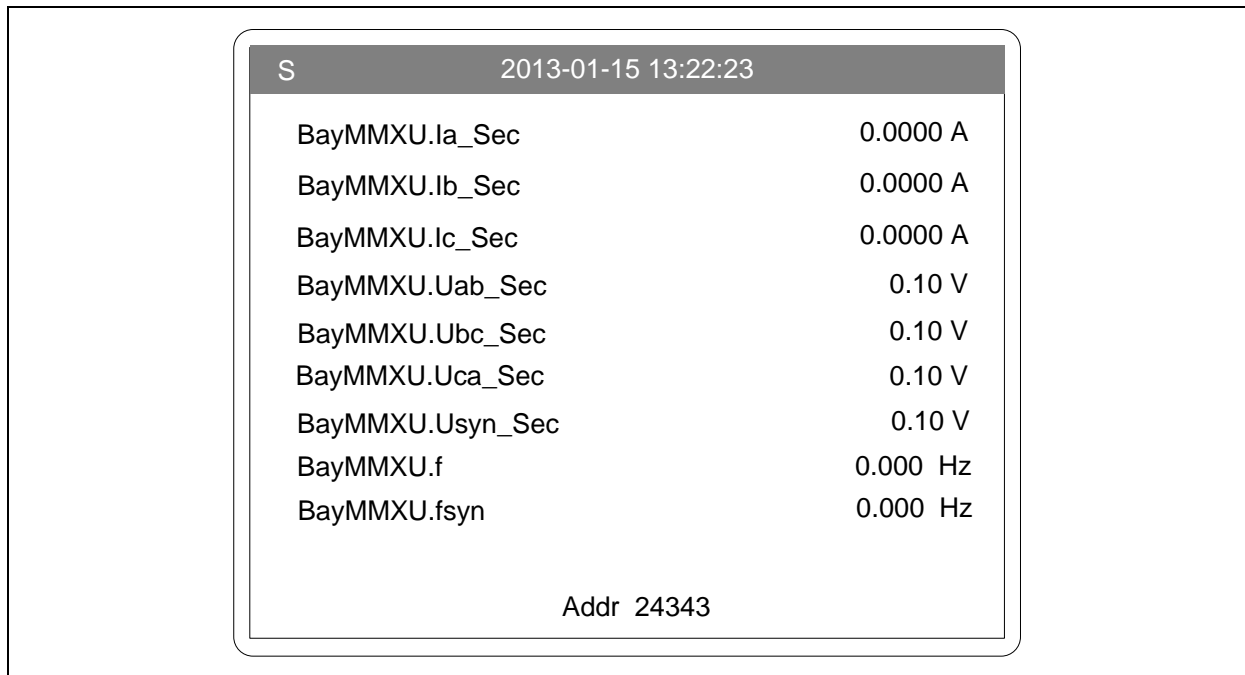 S 2013-01-15 13:22:23
BayMMXU.Ia_Sec 0.0000 A
BayMMXU.Ib_Sec 0.0000 A
BayMMXU.Ic_Sec 0.0000 A
BayMMXU.Uab_Sec 0.10 V
BayMMXU.Ubc_Sec 0.10 V
BayMMXU.Uca_Sec 0.10 V
BayMMXU.Usyn_Sec 0.10 V
BayMMXU.f 0.000 Hz
BayMMXU.fsyn 0.000 Hz
Addr 24343